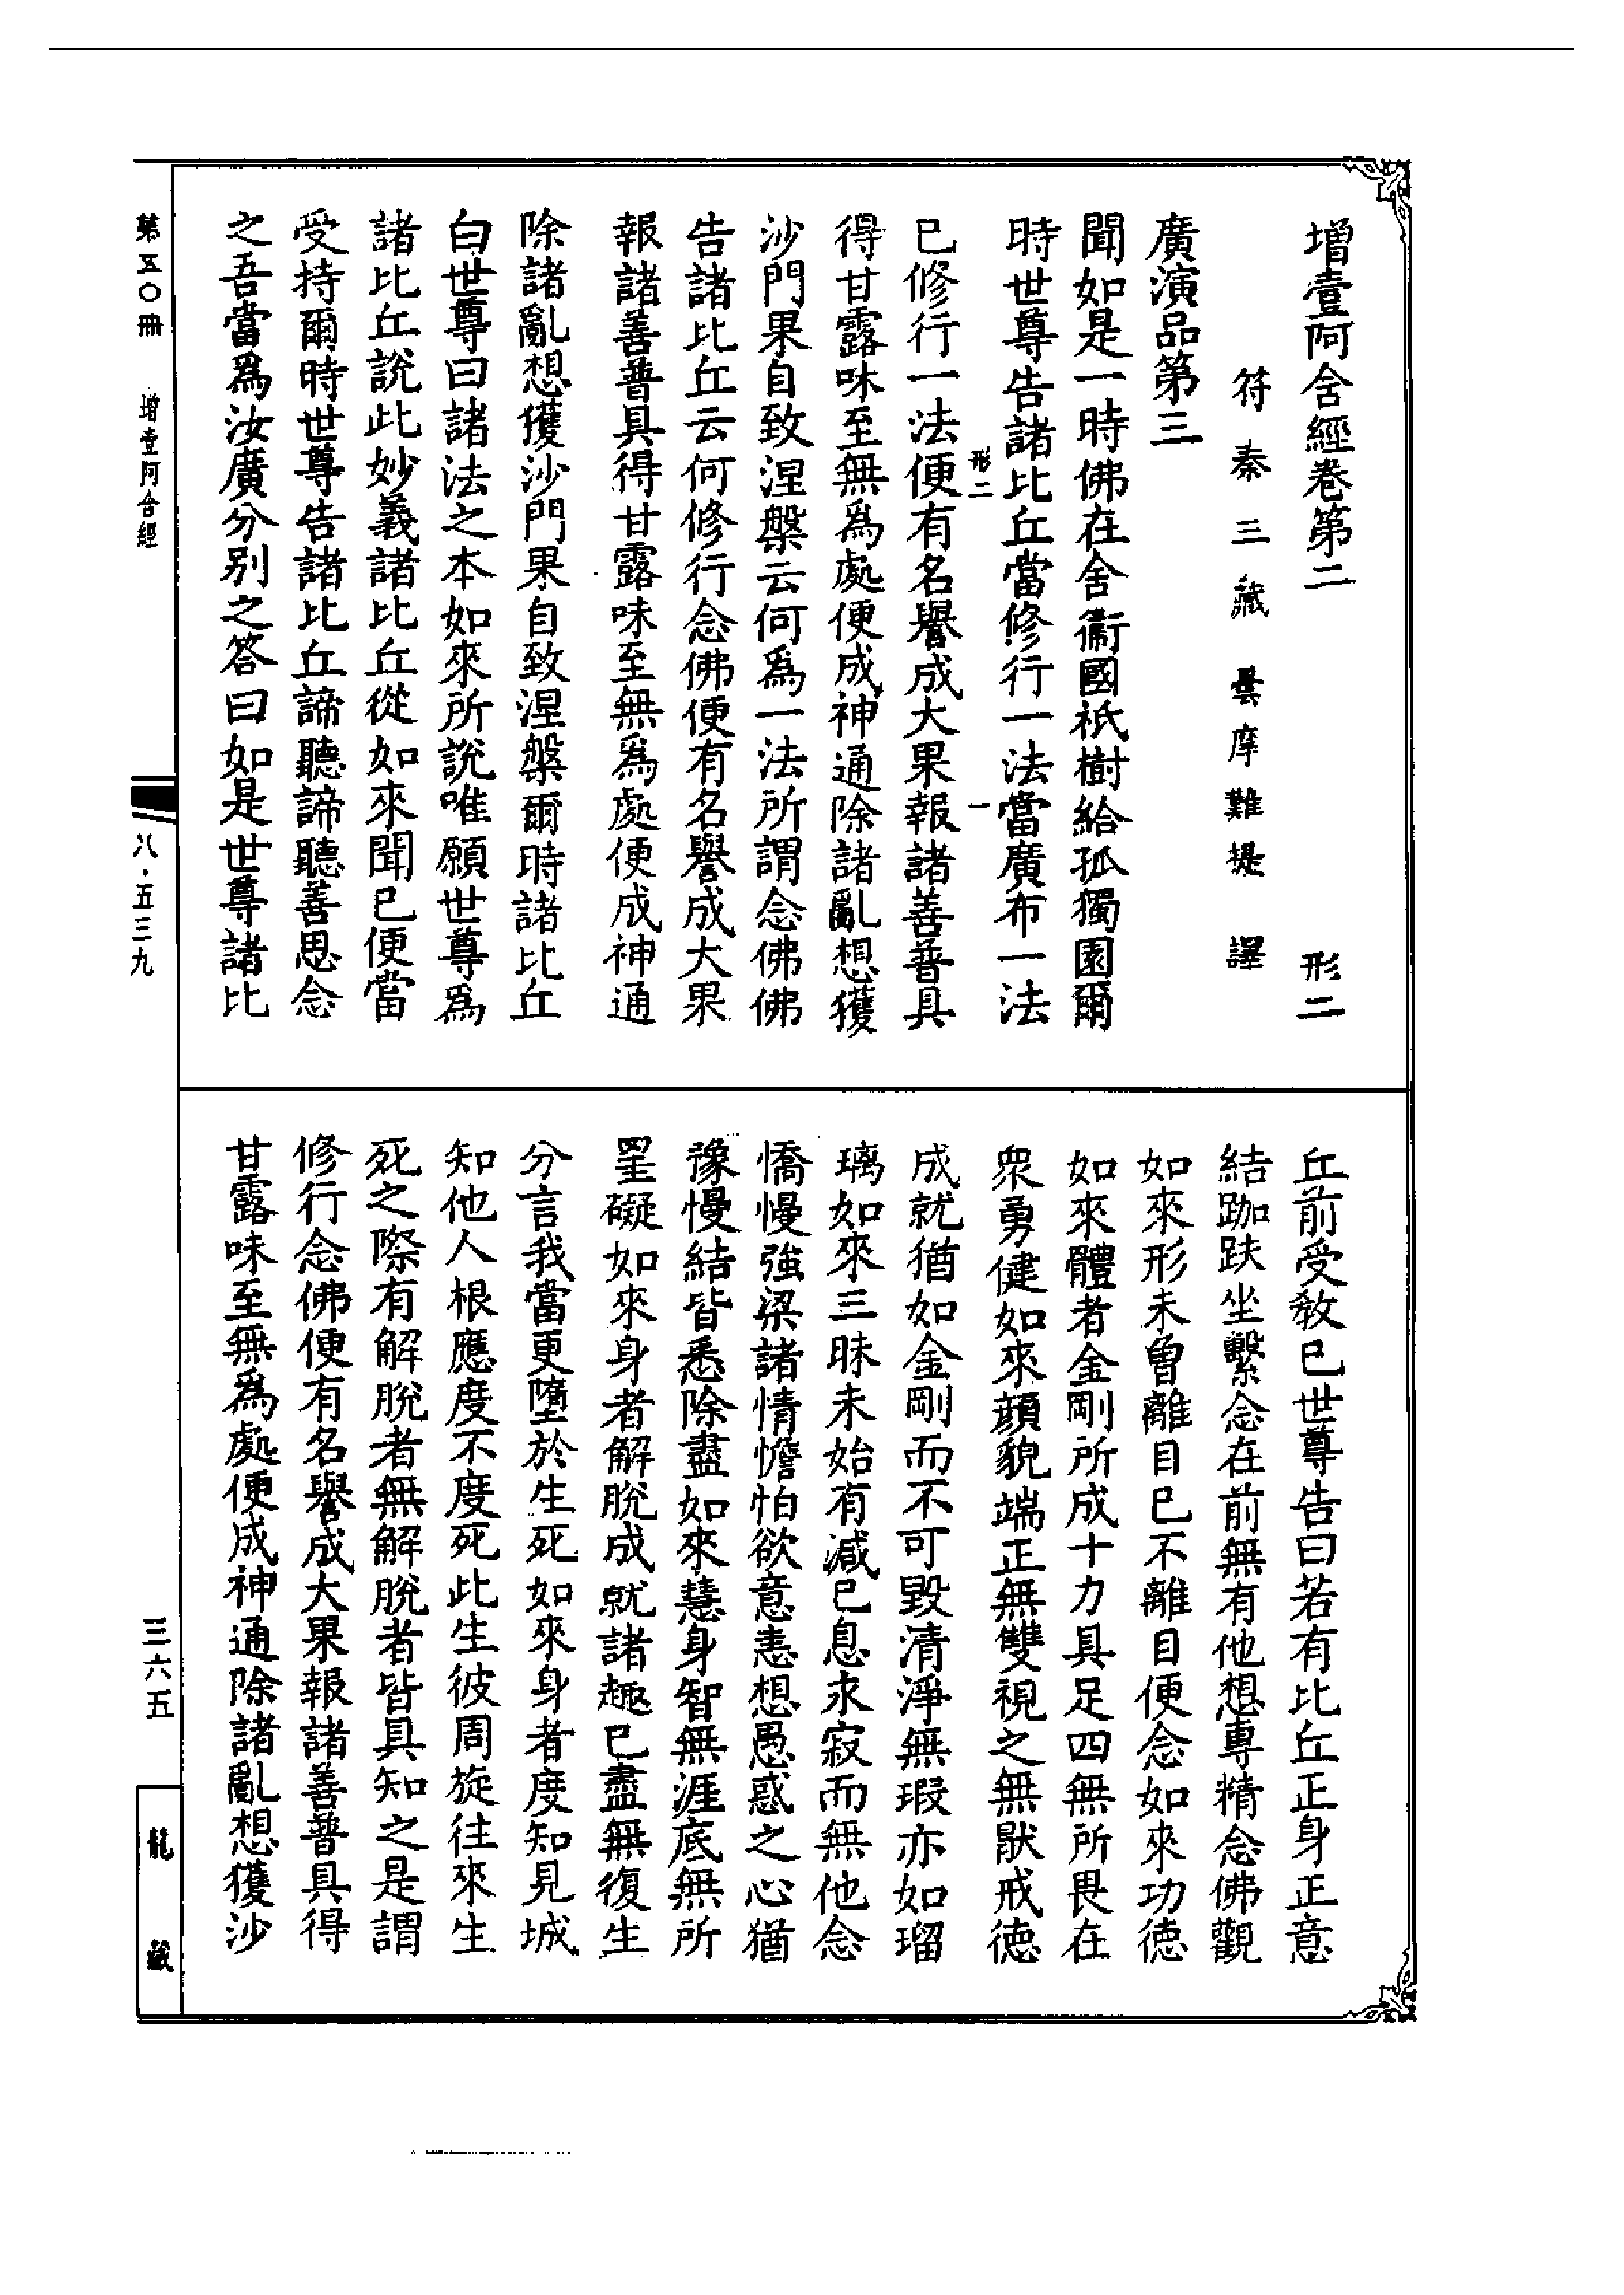 增壹阿含經卷第二　形二
符秦三藏曇摩難提譯
廣演品第三
聞如是一時佛在舍衞國祇樹給孤獨園爾
時世尊告諸比丘當修行一法當廣布一法
形二　一
已修行一法便有名譽成大果報諸善普具
得甘露味至無爲處便成神通除諸亂想獲
沙門果自致涅槃云何爲一法所謂念佛佛
告諸比丘云何修行念佛便有名譽成大果
報諸善普具得甘露味至無爲處便成神通
除諸亂想獲沙門果自致涅槃爾時諸比丘
白世尊曰諸法之本如來所說唯願世尊爲
諸比丘說此妙義諸比丘從如來聞已便當
受持爾時世尊告諸比丘諦聽諦聽善思念
之吾當爲汝廣分別之答曰如是世尊諸比
丘前受敎已世尊告曰若有比丘正身正意
結跏趺坐繫念在前無有他想專精念佛觀
如來形未曾離目已不離目便念如來功德
如來體者金剛所成十力具足四無所畏在
衆勇健如來顏貌端正無雙視之無猒戒德
成就猶如金剛而不可毀清淨無瑕亦如瑠
璃如來三昧未始有減已息永寂而無他念
憍慢強梁諸情憺怕欲意恚想愚惑之心猶
豫慢結皆悉除盡如來慧身智無涯底無所
罣礙如來身者解脫成就諸趣已盡無復生
分言我當更墮於生死如來身者度知見城
知他人根應度不度死此生彼周旋往來生
死之際有解脫者無解脫者皆具知之是謂
修行念佛便有名譽成大果報諸善普具得
甘露味至無爲處便成神通除諸亂想獲沙
第五〇冊　增壹阿含經
八·五三九
三六五
龍藏